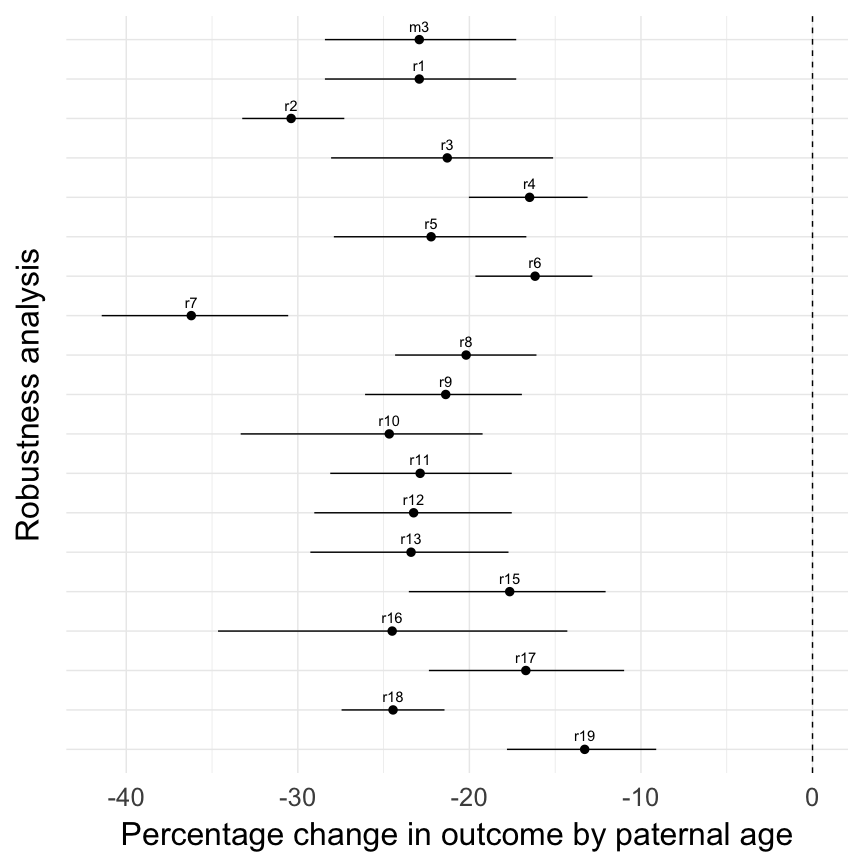 m3
r1
r2
r3
r4
r5
r6
r7
r8
r9
r10
r11
r12
r13
r15
r16
r17
r18
r19
Robustness analysis
-40 -30 -20 -10 0
Percentage change in outcome by paternal age